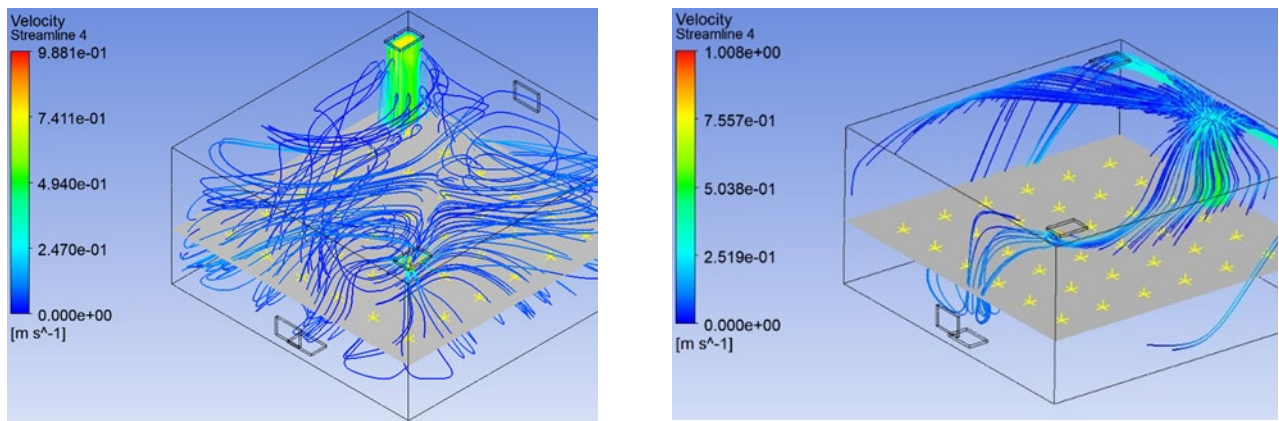 Velocity
Streamline 4
9.881e-01
7.411e-01
4.940e-01
2.470e-01
0.000e+00
[m s^-1]
Velocity
Streamline 4
1.008e+00
7.557e-01
5.038e-01
2.519e-01
0.000e+00
[m s^-1]